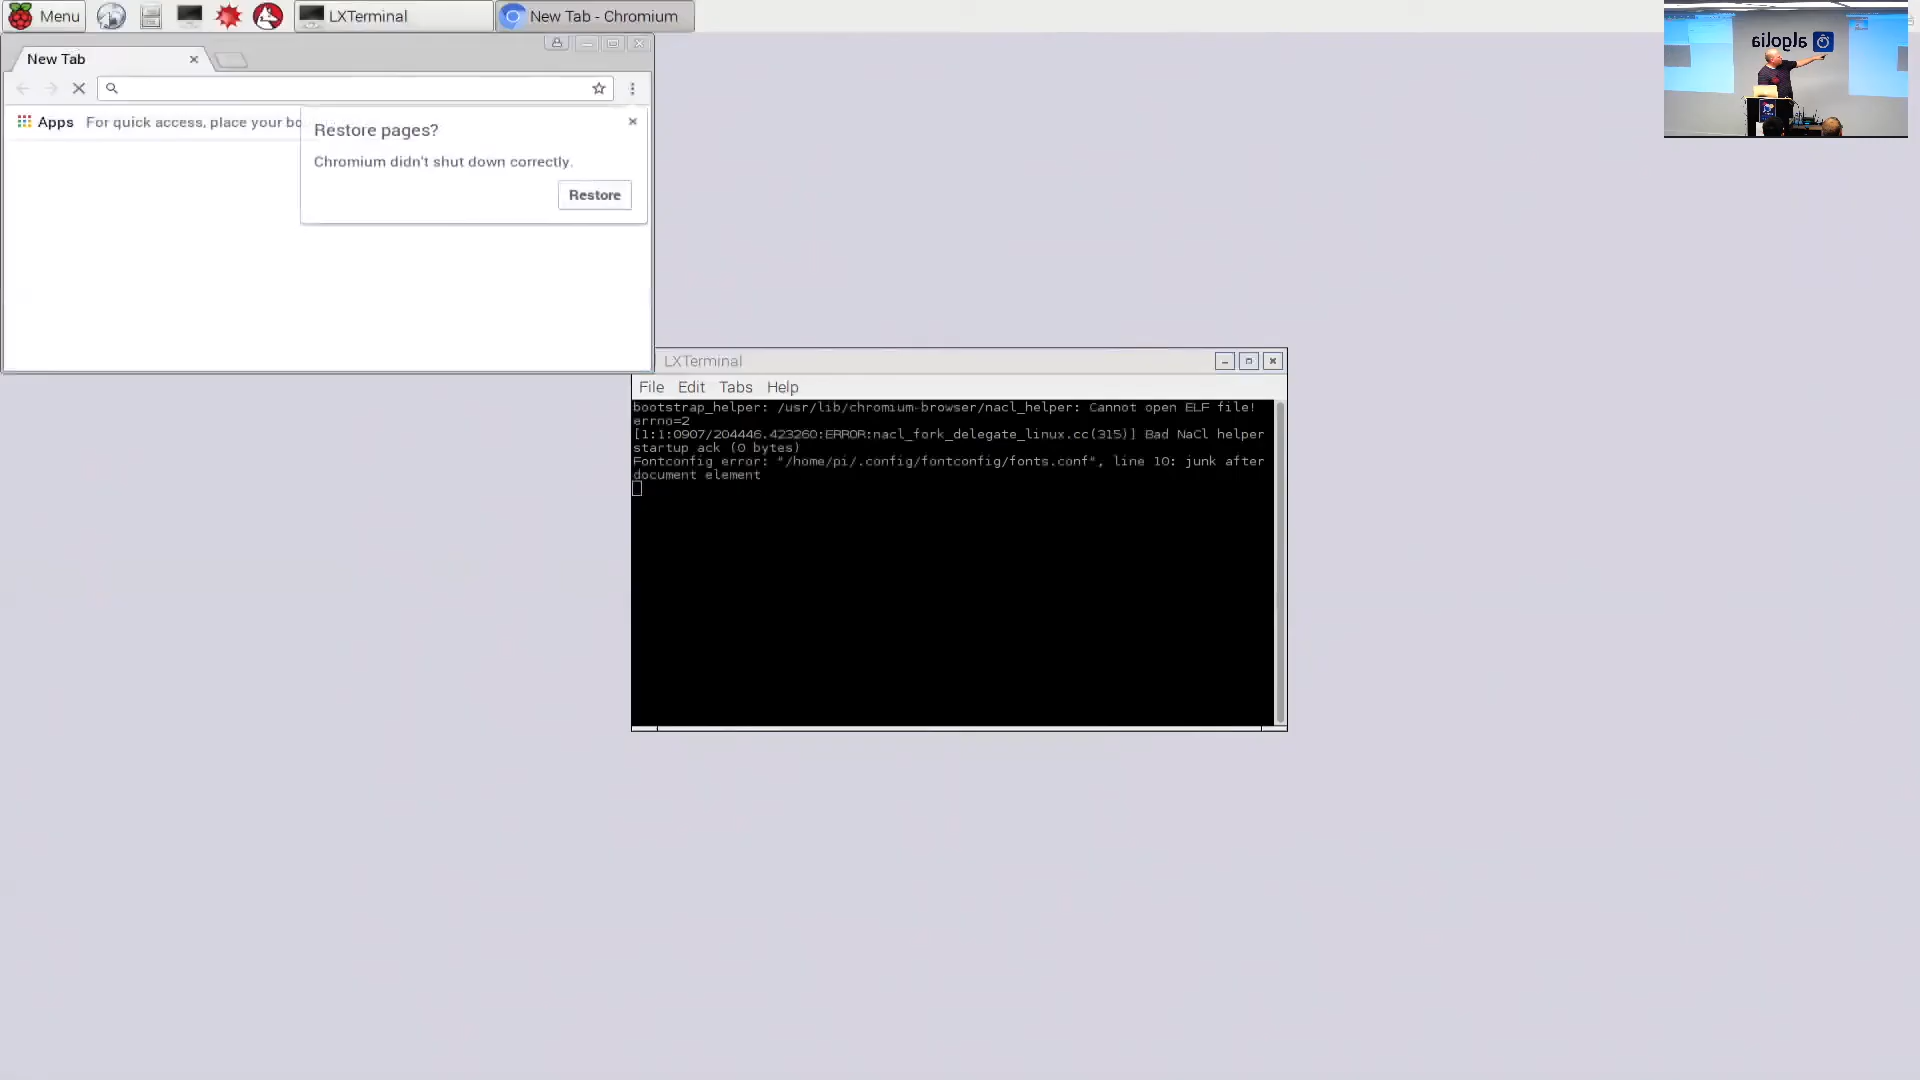 Menu
LXTerminal
New Tab - Chromium
New Tab
Apps
For quick access, place your bo
Restore pages?
Chromium didn't shut down correctly.
Restore
LXTerminal
File Edit Tabs Help
bootstrap_helper: /usr/lib/chromium-browser/nacl_helper: Cannot open ELF file!
errno=2
[1:1:0907/204446.423260:ERROR:nacl_fork_delegate_linux.cc(315)] Bad NaCl helper
startup ack (0 bytes)
Fontconfig error: "/home/pi/.config/fontconfig/fonts.conf", line 10: junk after
document element
algolia